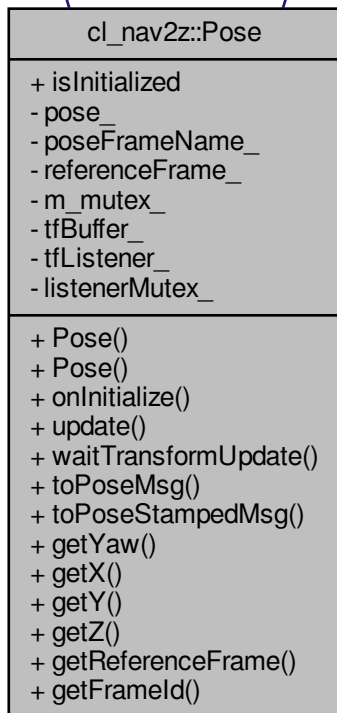 cl_nav2z::Pose
+ isInitialized
- pose_
- poseFrameName_
- referenceFrame_
- m_mutex_
- tfBuffer_
- tfListener_
- listenerMutex_
+ Pose()
+ Pose()
+ onInitialize()
+ update()
+ waitTransformUpdate()
+ toPoseMsg()
+ toPoseStampedMsg()
+ getYaw()
+ getX()
+ getY()
+ getZ()
+ getReferenceFrame()
+ getFrameId()